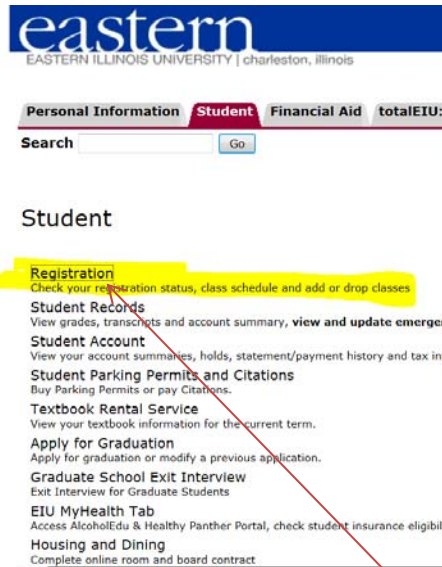 eastern
EASTERN ILLINOIS UNIVERSITY | charleston, illinois
Personal Information Student Financial Aid totalEIU:
Search Go
Student
Registration
Check your registration status, class schedule and add or drop classes
Student Records
View grades, transcripts and account summary, view and update emerge
Student Account
View your account summaries, holds, statement/payment history and tax in
Student Parking Permits and Citations
Buy Parking Permits or pay Citations.
Textbook Rental Service
View your textbook information for the current term.
Apply for Graduation
Apply for graduation or modify a previous application.
Graduate School Exit Interview
Exit Interview for Graduate Students
EIU MyHealth Tab
Access AlcoholEdu & Healthy Panther Portal, check student insurance eligibil
Housing and Dining
Complete online room and board contract